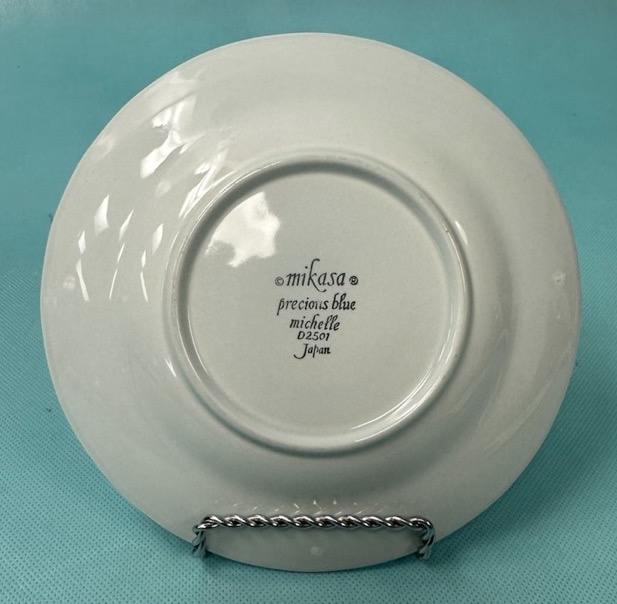 © mikasa ®
precious blue
michelle
D2501
Japan